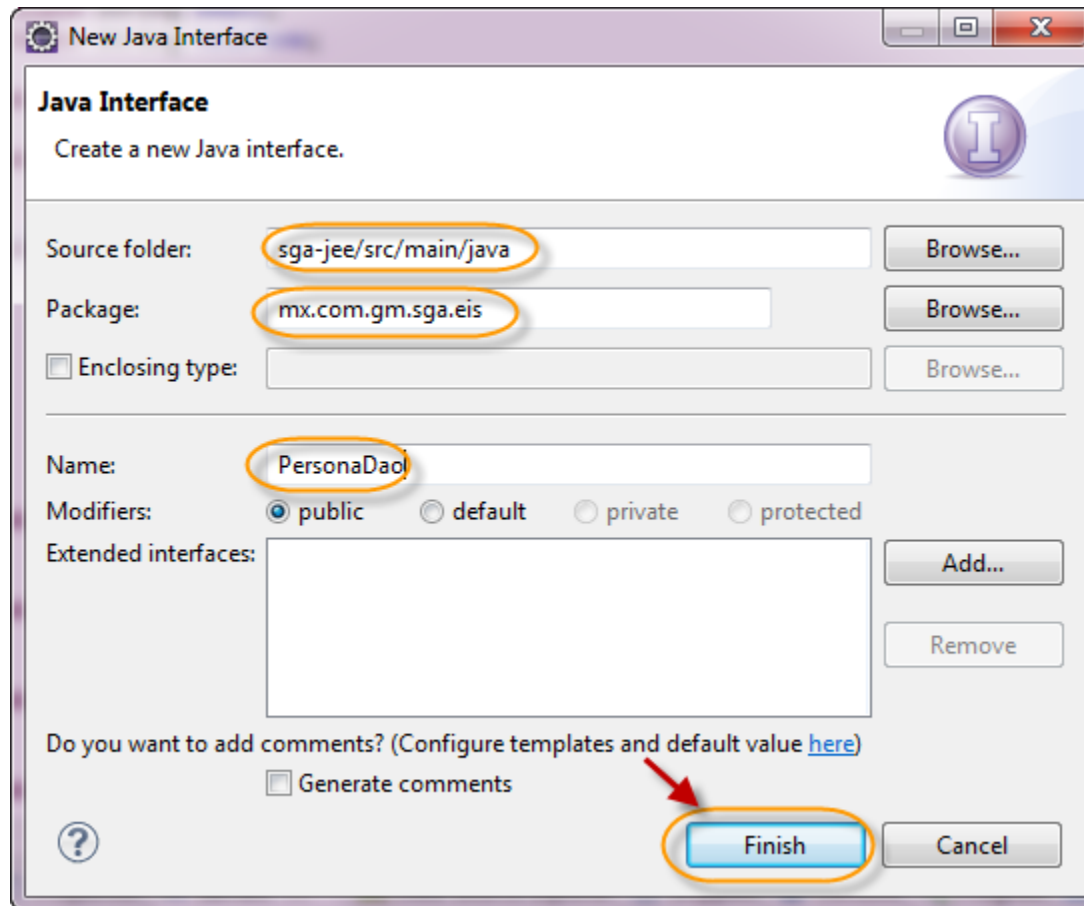 New Java Interface
Java Interface
Create a new Java interface.
Source folder: sga-jee/src/main/java Browse...
Package: mx.com.gm.sga.eis Browse...
Enclosing type: Browse...
Name: PersonaDao
Modifiers: public default private protected
Extended interfaces: Add...
Remove
Do you want to add comments? (Configure templates and default value here)
Generate comments
Finish Cancel